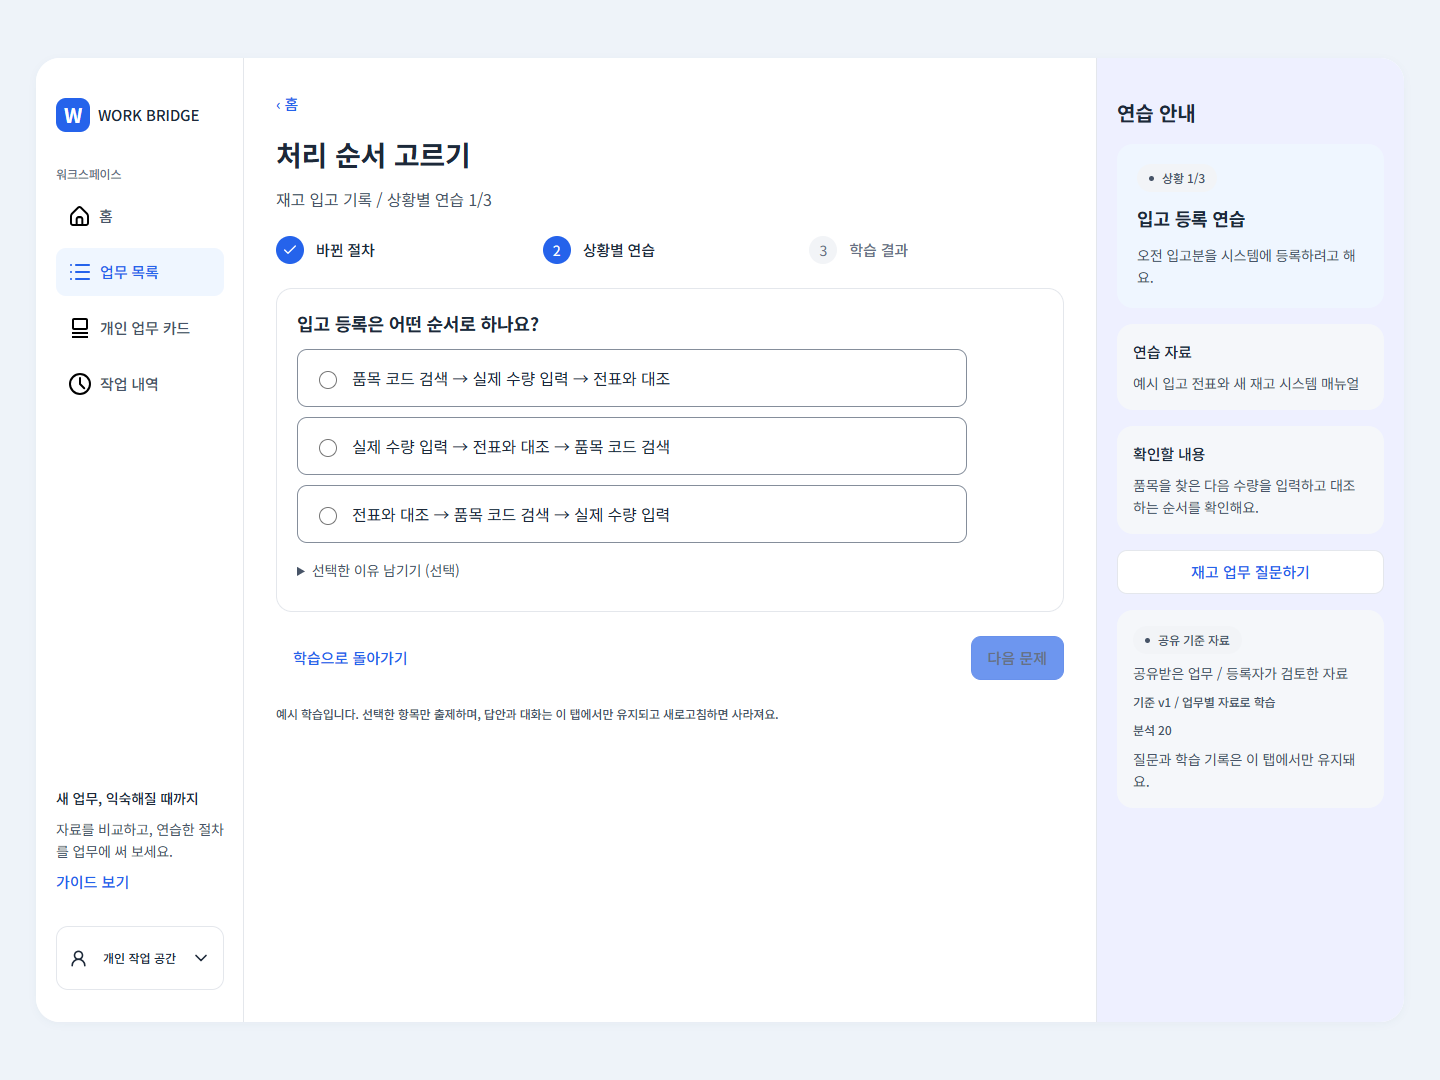 W WORK BRIDGE
워크스페이스
홈
업무 목록
개인 업무 카드
작업 내역
새 업무, 익숙해질 때까지
자료를 비교하고, 연습한 절차
를 업무에 써 보세요.
가이드 보기
개인 작업 공간
‹ 홈
처리 순서 고르기
재고 입고 기록 / 상황별 연습 1/3
바뀐 절차
2 상황별 연습
3 학습 결과
입고 등록은 어떤 순서로 하나요?
품목 코드 검색 → 실제 수량 입력 → 전표와 대조
실제 수량 입력 → 전표와 대조 → 품목 코드 검색
전표와 대조 → 품목 코드 검색 → 실제 수량 입력
▶ 선택한 이유 남기기 (선택)
학습으로 돌아가기
다음 문제
예시 학습입니다. 선택한 항목만 출제하며, 답안과 대화는 이 탭에서만 유지되고 새로고침하면 사라져요.
연습 안내
• 상황 1/3
입고 등록 연습
오전 입고분을 시스템에 등록하려고 해
요.
연습 자료
예시 입고 전표와 새 재고 시스템 매뉴얼
확인할 내용
품목을 찾은 다음 수량을 입력하고 대조
하는 순서를 확인해요.
재고 업무 질문하기
• 공유 기준 자료
공유받은 업무 / 등록자가 검토한 자료
기준 v1 / 업무별 자료로 학습
분석 20
질문과 학습 기록은 이 탭에서만 유지돼
요.